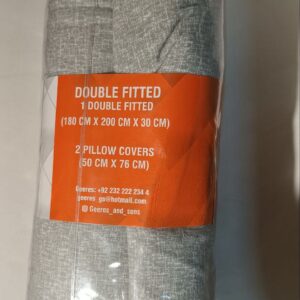 DOUBLE FITTED
1 DOUBLE FITTED
(180 CM X 200 CM X 30 CM)
2 PILLOW COVERS
(50 CM X 76 CM)
Geeres: +92 232 222 234 4
geeres_gs@hotmail.com
Geeres_and_sons